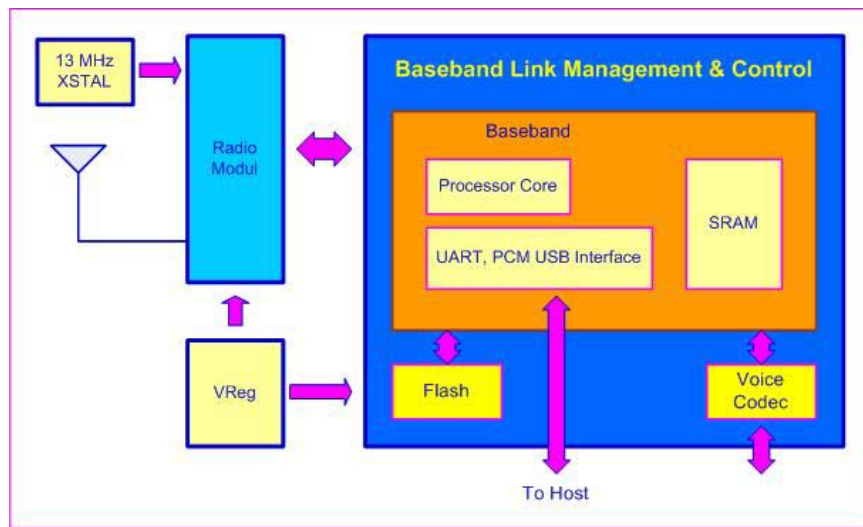 13 MHz
XSTAL
Radio
Modul
VReg
Baseband Link Management & Control
Baseband
Processor Core
UART, PCM USB Interface
SRAM
Flash
Voice
Codec
To Host